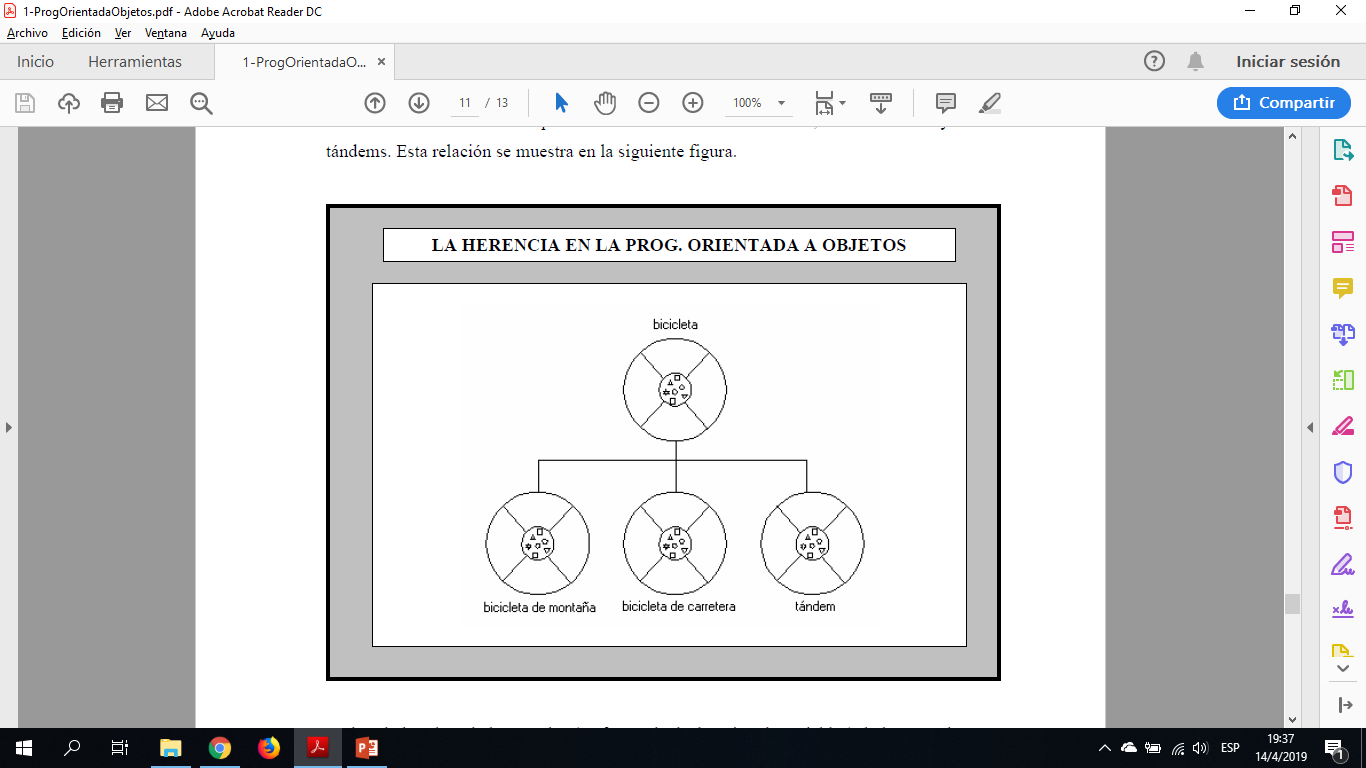 1-ProgOrientadaObjetos.pdf - Adobe Acrobat Reader DC
Archivo Edición Ver Ventana Ayuda
Inicio Herramientas 1-ProgOrientadaO... × Iniciar sesión
11 / 13 100% Compartir
tándems. Esta relación se muestra en la siguiente figura.
LA HERENCIA EN LA PROG. ORIENTADA A OBJETOS
bicicleta
bicicleta de montaña bicicleta de carretera tándem
19:37
ESP
14/4/2019
1